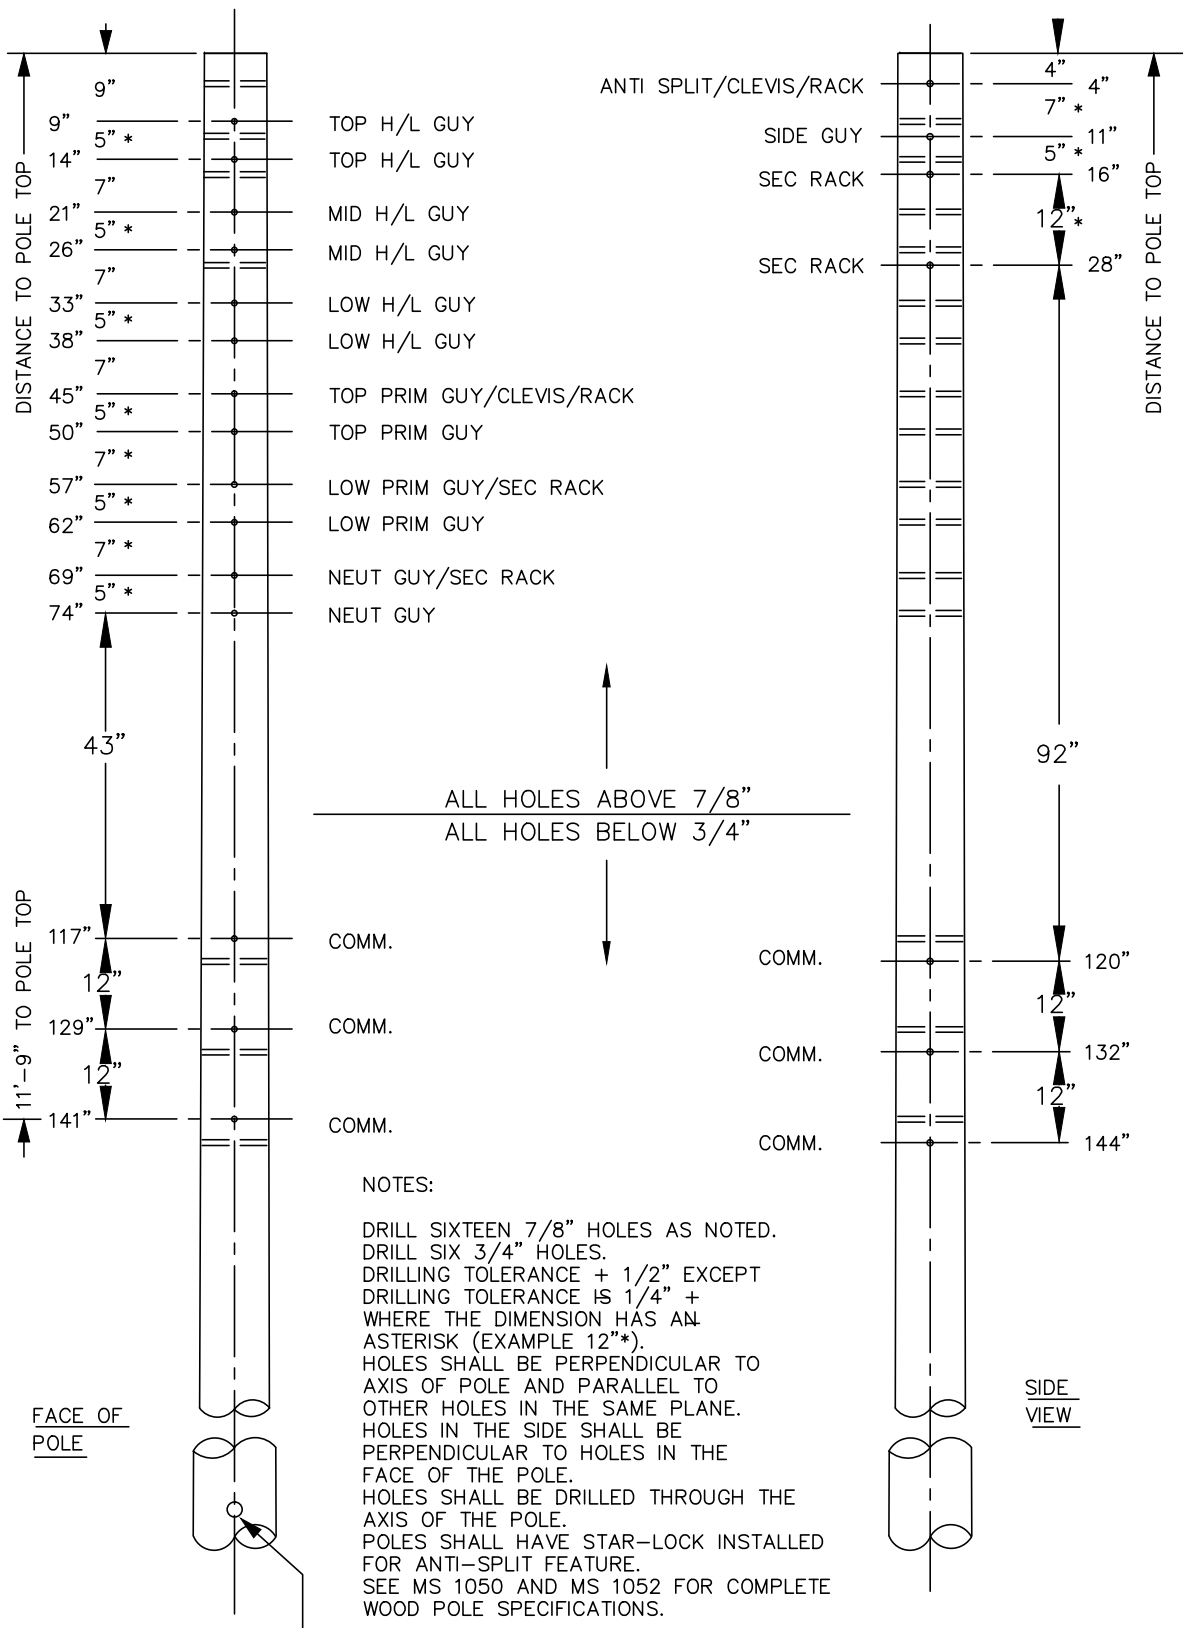 9"
9"
5" *
14"
7"
21"
5" *
26"
7"
33"
5" *
38"
7"
45"
5" *
50"
7" *
57"
5" *
62"
7" *
69"
5" *
74"
43"
117"
12"
129"
12"
141"
DISTANCE TO POLE TOP
11'-9" TO POLE TOP
TOP H/L GUY
TOP H/L GUY
MID H/L GUY
MID H/L GUY
LOW H/L GUY
LOW H/L GUY
TOP PRIM GUY/CLEVIS/RACK
TOP PRIM GUY
LOW PRIM GUY/SEC RACK
LOW PRIM GUY
NEUT GUY/SEC RACK
NEUT GUY
COMM.
COMM.
COMM.
ALL HOLES ABOVE 7/8"
ALL HOLES BELOW 3/4"
ANTI SPLIT/CLEVIS/RACK
SIDE GUY
SEC RACK
SEC RACK
COMM.
COMM.
COMM.
4"
4"
7" *
11"
5" *
16"
12" *
28"
92"
120"
12"
132"
12"
144"
DISTANCE TO POLE TOP
NOTES:
DRILL SIXTEEN 7/8" HOLES AS NOTED.
DRILL SIX 3/4" HOLES.
DRILLING TOLERANCE + 1/2" EXCEPT
DRILLING TOLERANCE IS 1/4" +
WHERE THE DIMENSION HAS AN
ASTERISK (EXAMPLE 12"*).
HOLES SHALL BE PERPENDICULAR TO
AXIS OF POLE AND PARALLEL TO
OTHER HOLES IN THE SAME PLANE.
HOLES IN THE SIDE SHALL BE
PERPENDICULAR TO HOLES IN THE
FACE OF THE POLE.
HOLES SHALL BE DRILLED THROUGH THE
AXIS OF THE POLE.
POLES SHALL HAVE STAR-LOCK INSTALLED
FOR ANTI-SPLIT FEATURE.
SEE MS 1050 AND MS 1052 FOR COMPLETE
WOOD POLE SPECIFICATIONS.
FACE OF
POLE
SIDE
VIEW